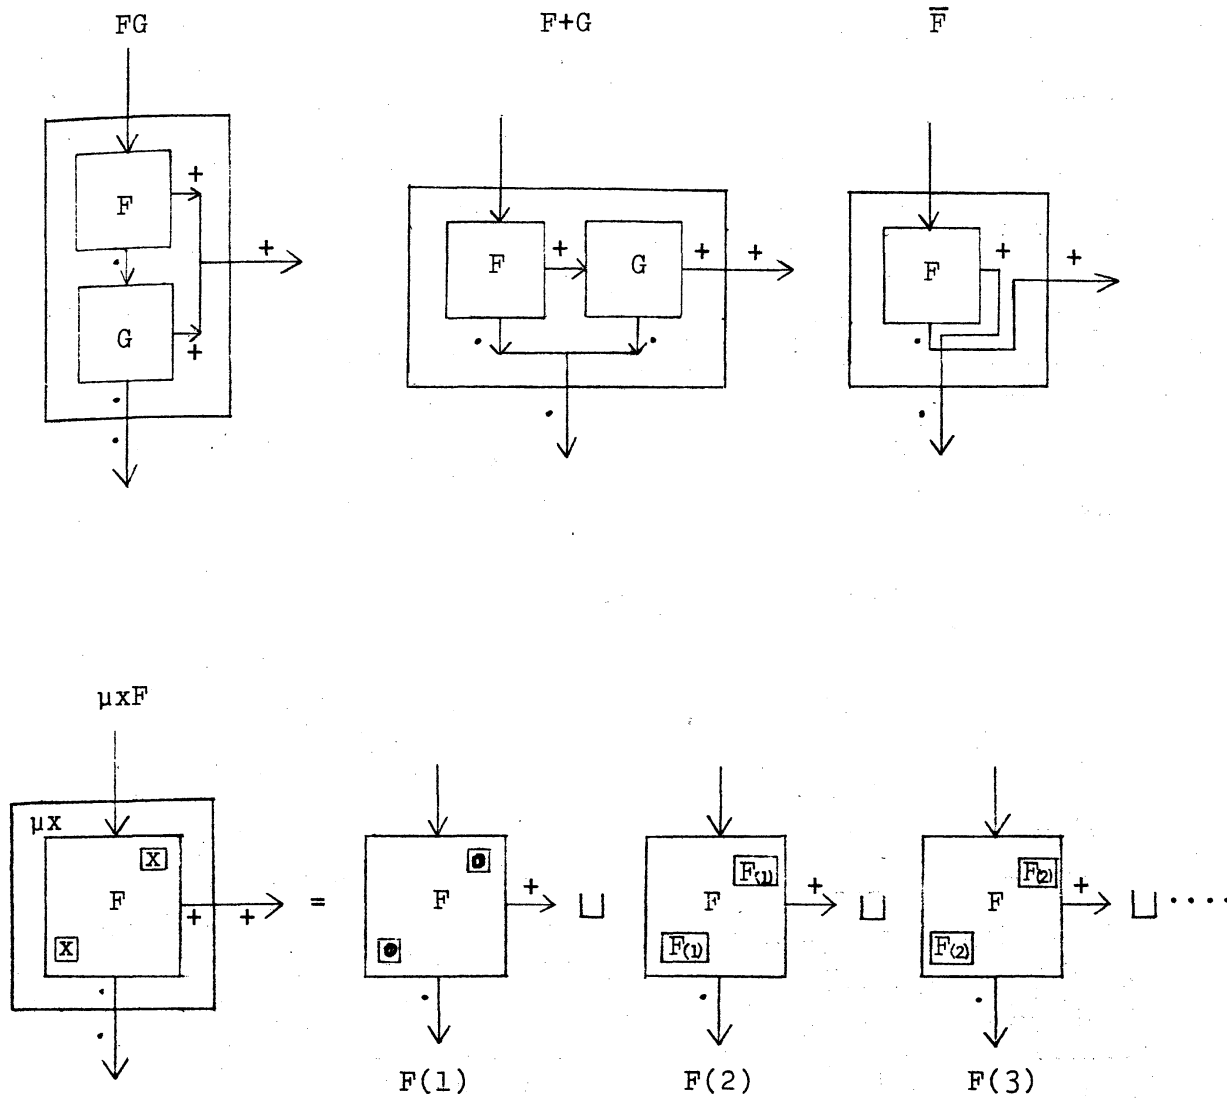 FG
F+G
F̅
F
+
.
G
+
.
.
+
F
+
G
+
+
.
.
.
F
+
.
+
.
μxF
μx
X
F
+
+
X
.
.
=
F
+
.
⊔
F(1)
F
F(1)
+
.
⊔
F(2)
F
F(2)
+
.
⊔ ....
F(1)
F(2)
F(3)